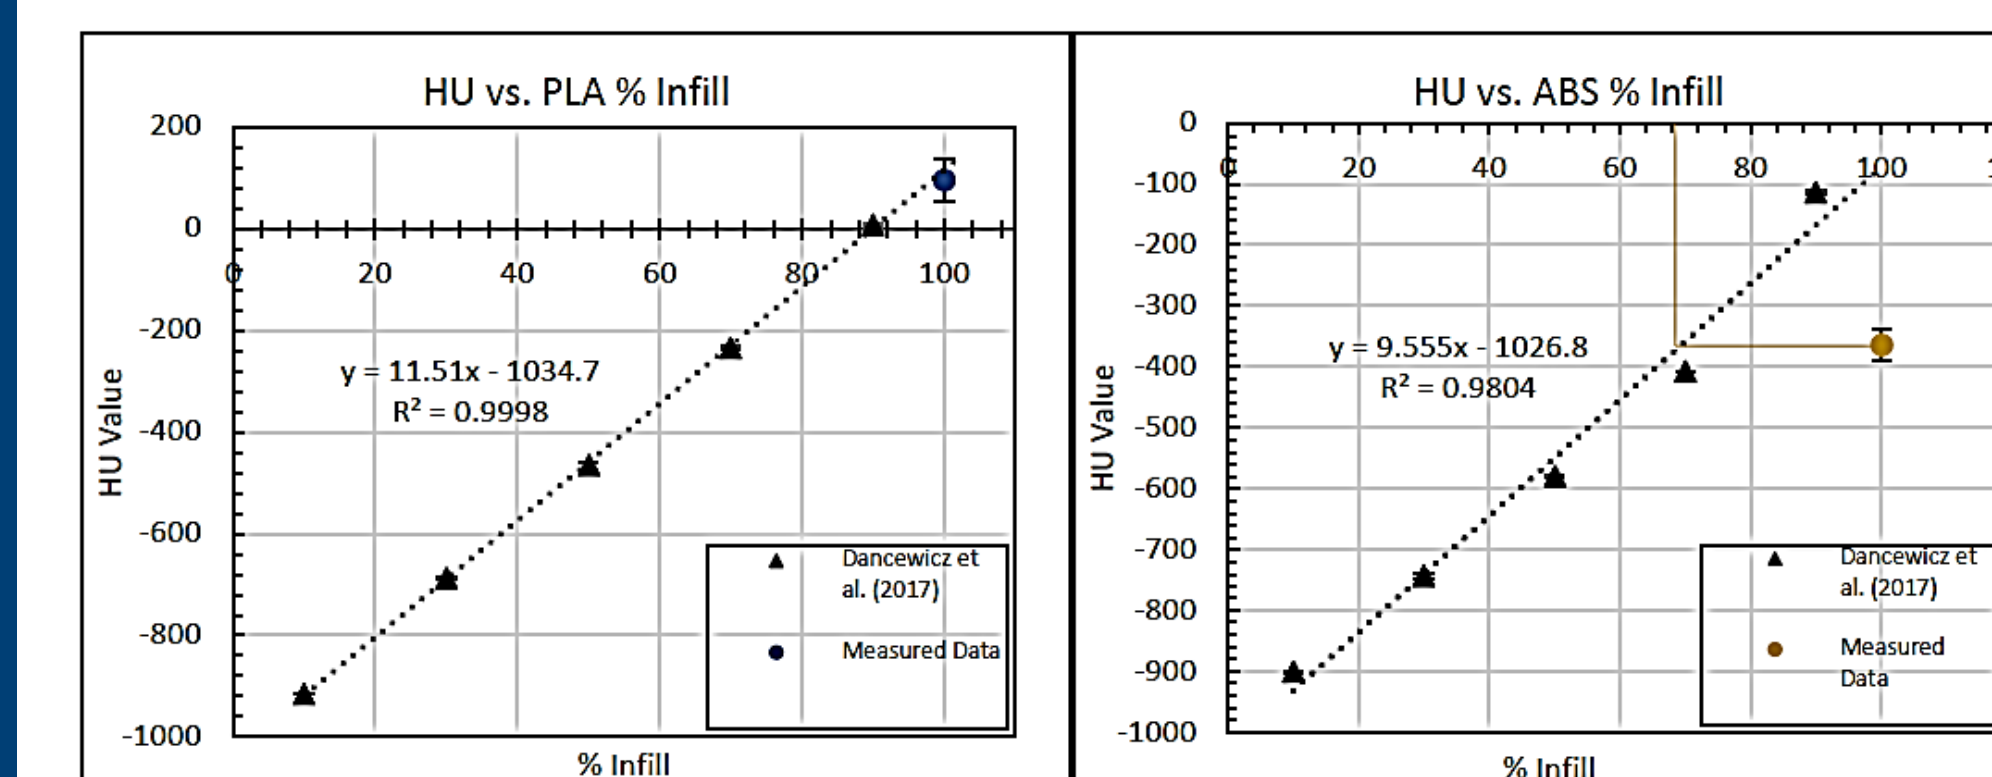 HU vs. PLA % Infill
200
0
0
20
40
60
80
100
-200
-400
-600
-800
-1000
HU Value
y = 11.51x - 1034.7
R² = 0.9998
Dancewicz et
al. (2017)
Measured Data
% Infill
HU vs. ABS % Infill
0
0
20
40
60
80
100
-100
-200
-300
-400
-500
-600
-700
-800
-900
-1000
HU Value
y = 9.555x - 1026.8
R² = 0.9804
Dancewicz et
al. (2017)
Measured
Data
% Infill